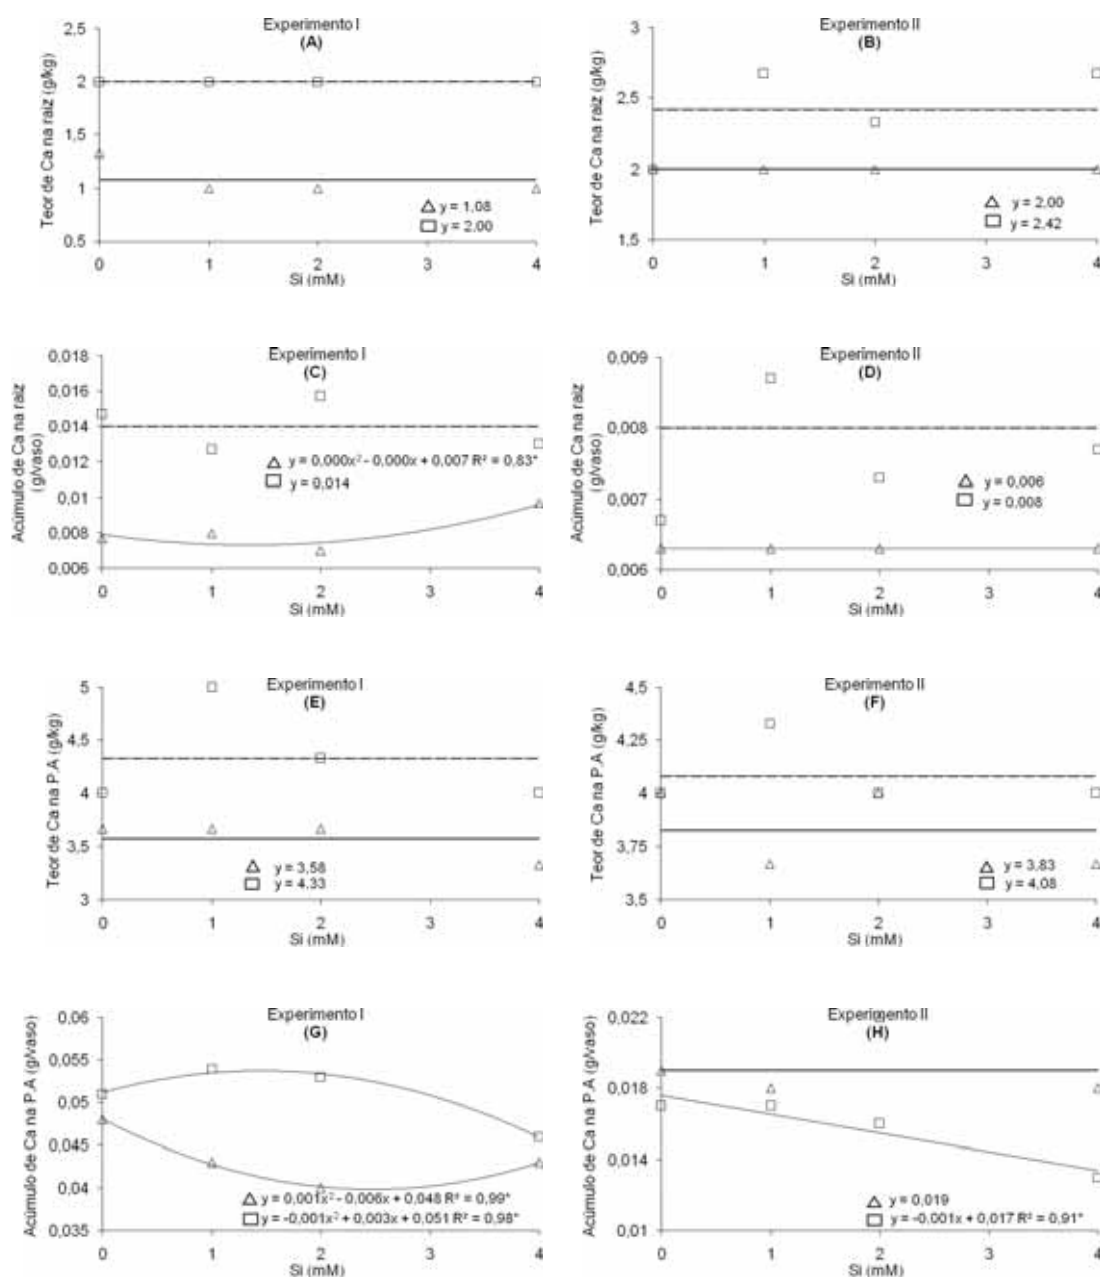 Experimento I
(A)
Teor de Ca na raiz (g/kg)
2,5
2
1,5
1
0,5
△ y = 1,08
□ y = 2,00
0 1 2 3 4
Si (mM)
Experimento II
(B)
Teor de Ca na raiz (g/kg)
3
2,5
2
1,5
△ y = 2,00
□ y = 2,42
0 1 2 3 4
Si (mM)
Experimento I
(C)
Acúmulo de Ca na raiz
(g/vaso)
0,018
0,016
0,014
0,012
0,01
0,008
0,006
△ y = 0,000x² - 0,000x + 0,007 R² = 0,83*
□ y = 0,014
0 1 2 3 4
Si (mM)
Experimento II
(D)
Acúmulo de Ca na raiz
(g/vaso)
0,009
0,008
0,007
0,006
△ y = 0,006
□ y = 0,008
0 1 2 3 4
Si (mM)
Experimento I
(E)
Teor de Ca na P.A (g/kg)
5
4,5
4
3,5
3
△ y = 3,58
□ y = 4,33
0 1 2 3 4
Si (mM)
Experimento II
(F)
Teor de Ca na P.A (g/kg)
4,5
4,25
4
3,75
3,5
△ y = 3,83
□ y = 4,08
0 1 2 3 4
Si (mM)
Experimento I
(G)
Acúmulo de Ca na P.A (g/vaso)
0,06
0,055
0,05
0,045
0,04
0,035
△ y = 0,001x² - 0,006x + 0,048 R² = 0,99*
□ y = -0,001x² + 0,003x + 0,051 R² = 0,98*
0 1 2 3 4
Si (mM)
Experimento II
(H)
Acúmulo de Ca na P.A (g/vaso)
0,022
0,018
0,014
0,01
△ y = 0,019
□ y = -0,001x + 0,017 R² = 0,91*
0 1 2 3 4
Si (mM)